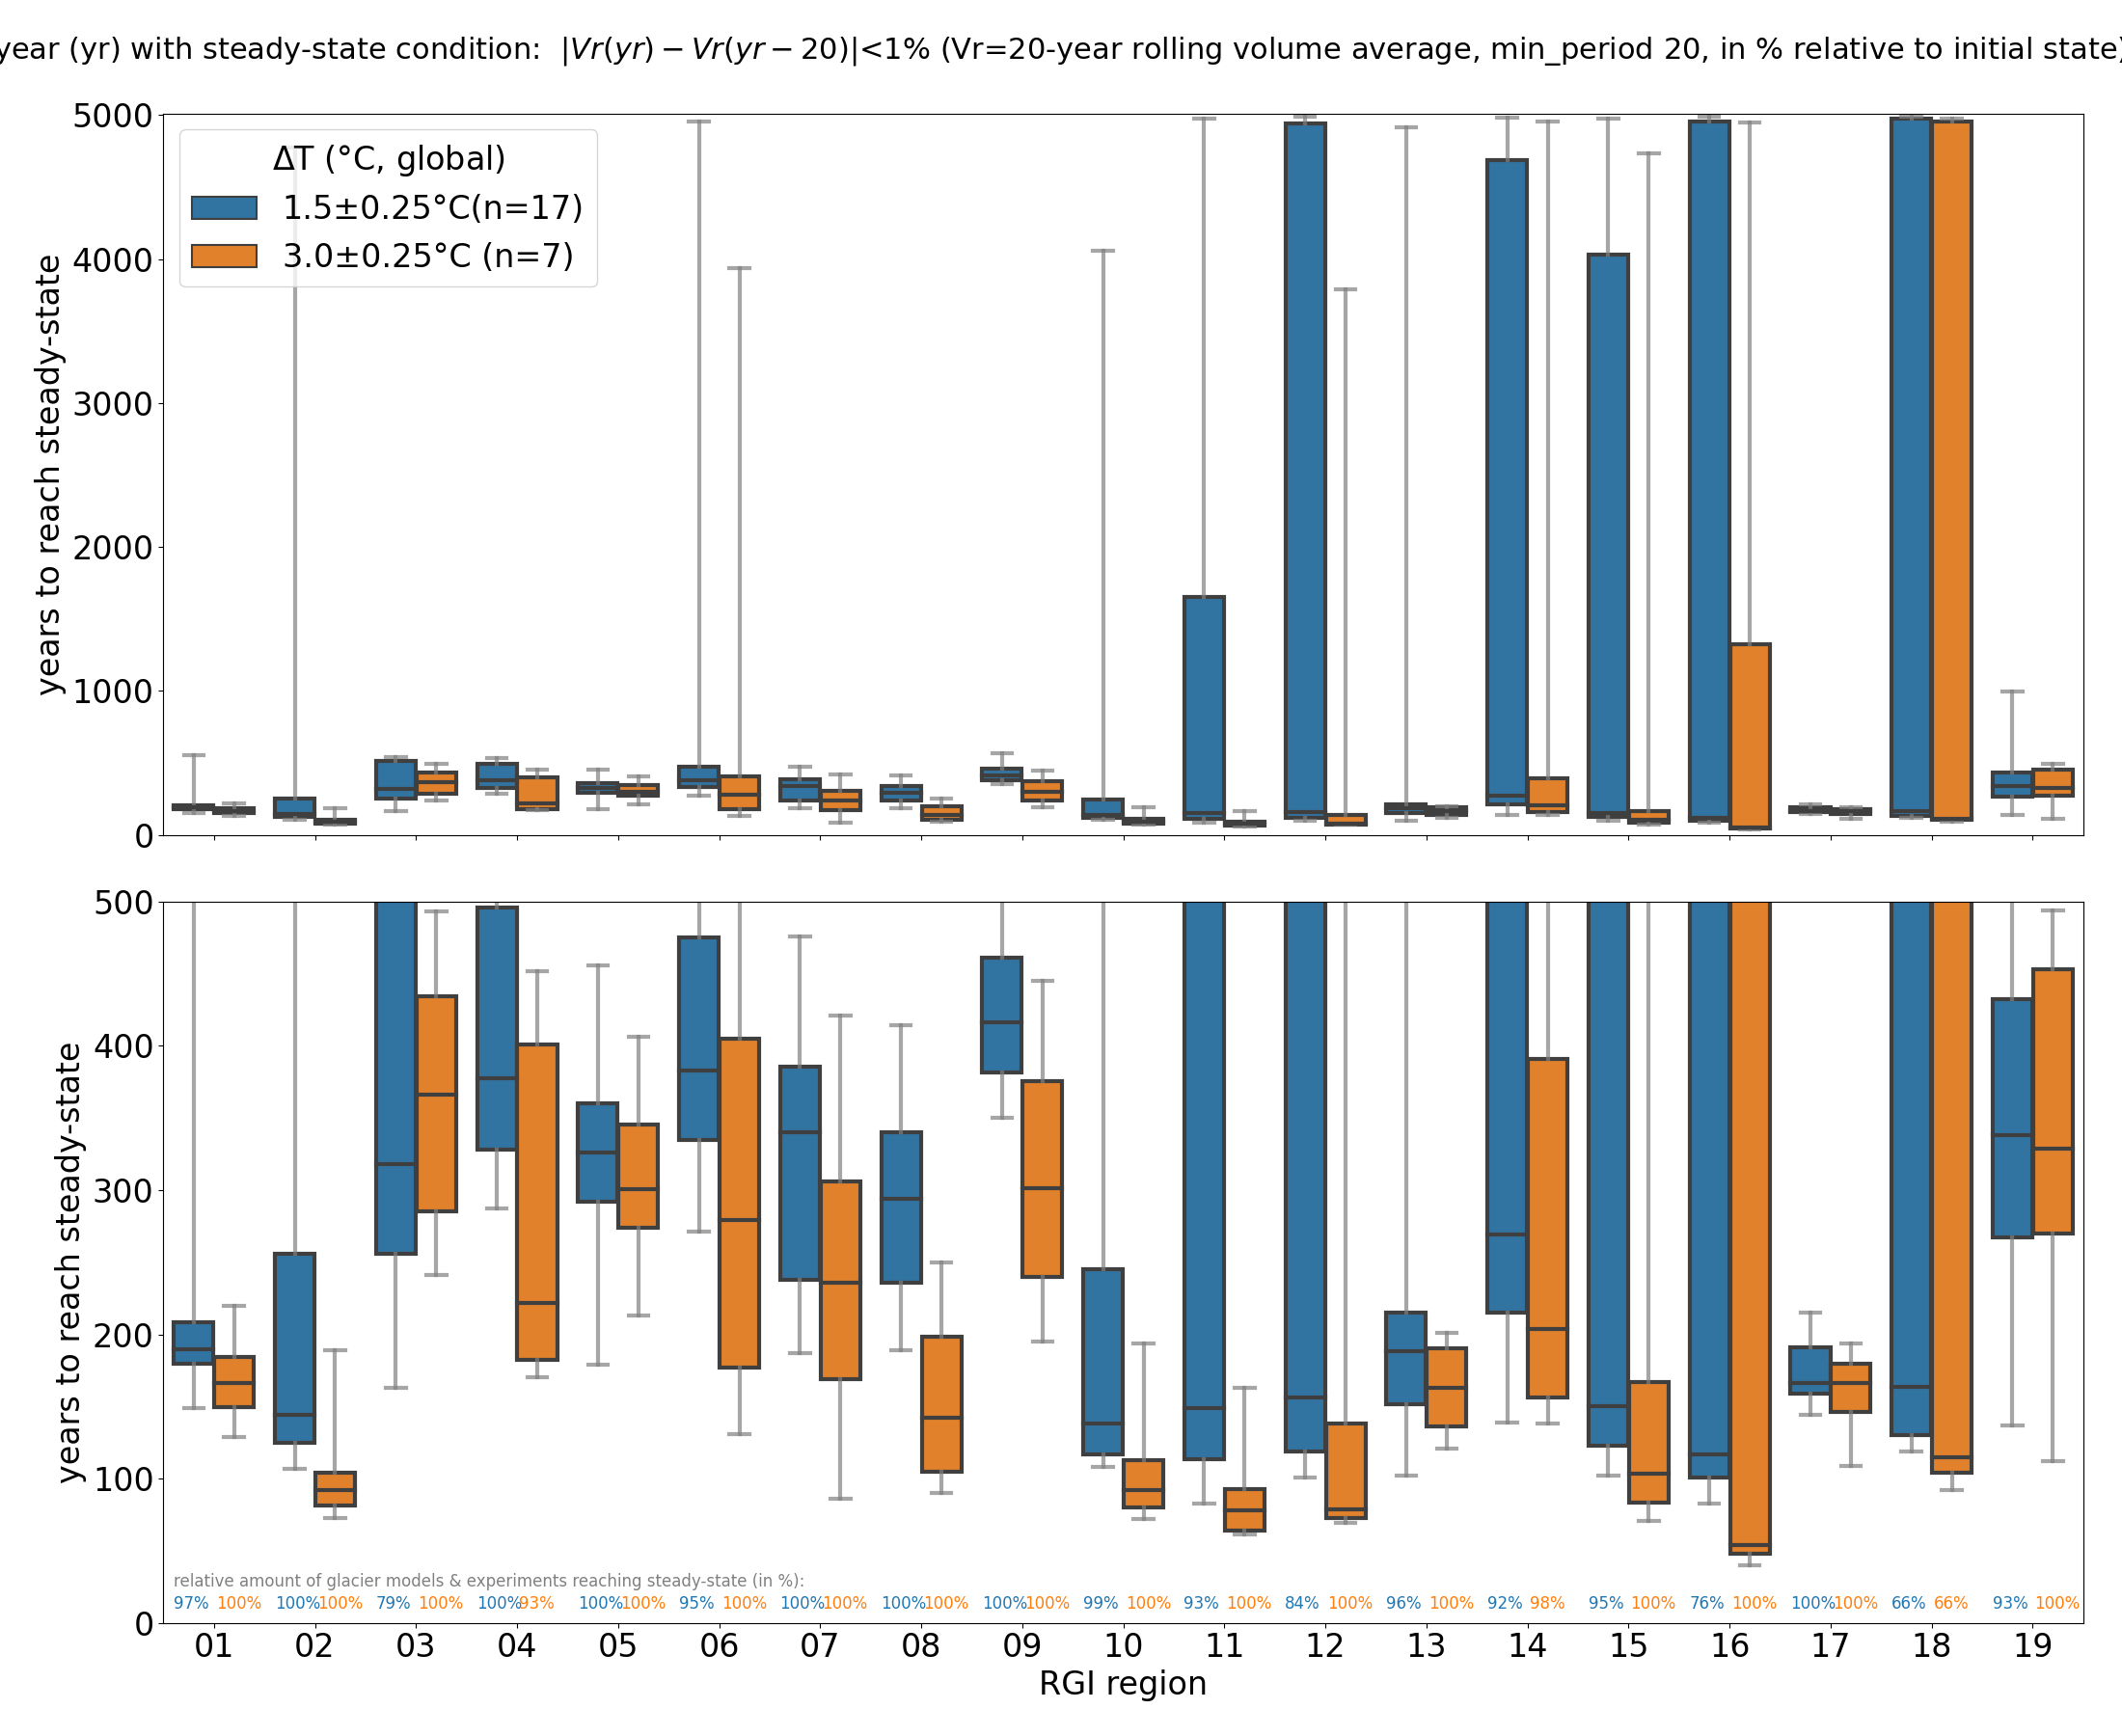 year (yr) with steady-state condition: |Vr(yr) − Vr(yr − 20)|<1% (Vr=20-year rolling volume average, min_period 20, in % relative to initial state)
5000
4000
3000
2000
1000
0
years to reach steady-state
ΔT (°C, global)
1.5±0.25°C(n=17)
3.0±0.25°C (n=7)
500
400
300
200
100
0
years to reach steady-state
relative amount of glacier models & experiments reaching steady-state (in %):
97% 100% 100% 100% 79% 100% 100% 93% 100% 100% 95% 100% 100% 100% 100% 100% 100% 100% 99% 100% 93% 100% 84% 100% 96% 100% 92% 98% 95% 100% 76% 100% 100% 100% 66% 66% 93% 100%
01 02 03 04 05 06 07 08 09 10 11 12 13 14 15 16 17 18 19
RGI region